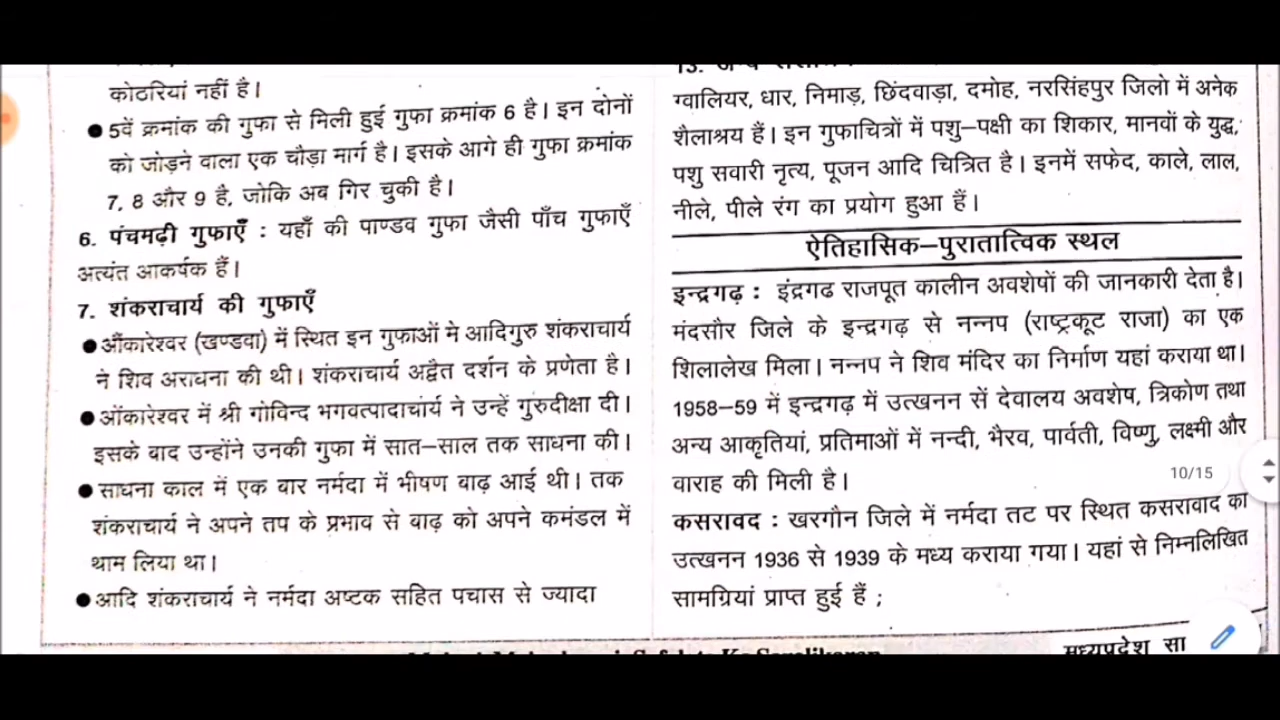 कोठरियां नहीं है।
●5वें क्रमांक की गुफा से मिली हुई गुफा क्रमांक 6 है। इन दोनों
को जोड़ने वाला एक चौड़ा मार्ग है। इसके आगे ही गुफा क्रमांक
7, 8 और 9 है, जोकि अब गिर चुकी है।
6. पंचमढ़ी गुफाएँ : यहाँ की पाण्डव गुफा जैसी पाँच गुफाएँ
अत्यंत आकर्षक हैं।
7. शंकराचार्य की गुफाएँ
●ओंकारेश्वर (खण्डवा) में स्थित इन गुफाओं मे आदिगुरु शंकराचार्य
ने शिव अराधना की थी। शंकराचार्य अद्वैत दर्शन के प्रणेता है।
●ओंकारेश्वर में श्री गोविन्द भगवत्पादाचार्य ने उन्हें गुरुदीक्षा दी।
इसके बाद उन्होंने उनकी गुफा में सात–साल तक साधना की।
●साधना काल में एक बार नर्मदा में भीषण बाढ़ आई थी। तक
शंकराचार्य ने अपने तप के प्रभाव से बाढ़ को अपने कमंडल में
थाम लिया था।
●आदि शंकराचार्य ने नर्मदा अष्टक सहित पचास से ज्यादा
13. अन्य
ग्वालियर, धार, निमाड़, छिंदवाड़ा, दमोह, नरसिंहपुर जिलो में अनेक
शैलाश्रय हैं। इन गुफाचित्रों में पशु–पक्षी का शिकार, मानवों के युद्ध,
पशु सवारी नृत्य, पूजन आदि चित्रित है। इनमें सफेद, काले, लाल,
नीले, पीले रंग का प्रयोग हुआ हैं।
ऐतिहासिक–पुरातात्विक स्थल
इन्द्रगढ़ : इंद्रगढ राजपूत कालीन अवशेषों की जानकारी देता है।
मंदसौर जिले के इन्द्रगढ़ से नन्नप (राष्ट्रकूट राजा) का एक
शिलालेख मिला। नन्नप ने शिव मंदिर का निर्माण यहां कराया था।
1958–59 में इन्द्रगढ़ में उत्खनन सें देवालय अवशेष, त्रिकोण तथा
अन्य आकृतियां, प्रतिमाओं में नन्दी, भैरव, पार्वती, विष्णु, लक्ष्मी और
वाराह की मिली है।
10/15
कसरावद : खरगौन जिले में नर्मदा तट पर स्थित कसरावाद का
उत्खनन 1936 से 1939 के मध्य कराया गया। यहां से निम्नलिखित
सामग्रियां प्राप्त हुई हैं ;
मध्यप्रदेश सा